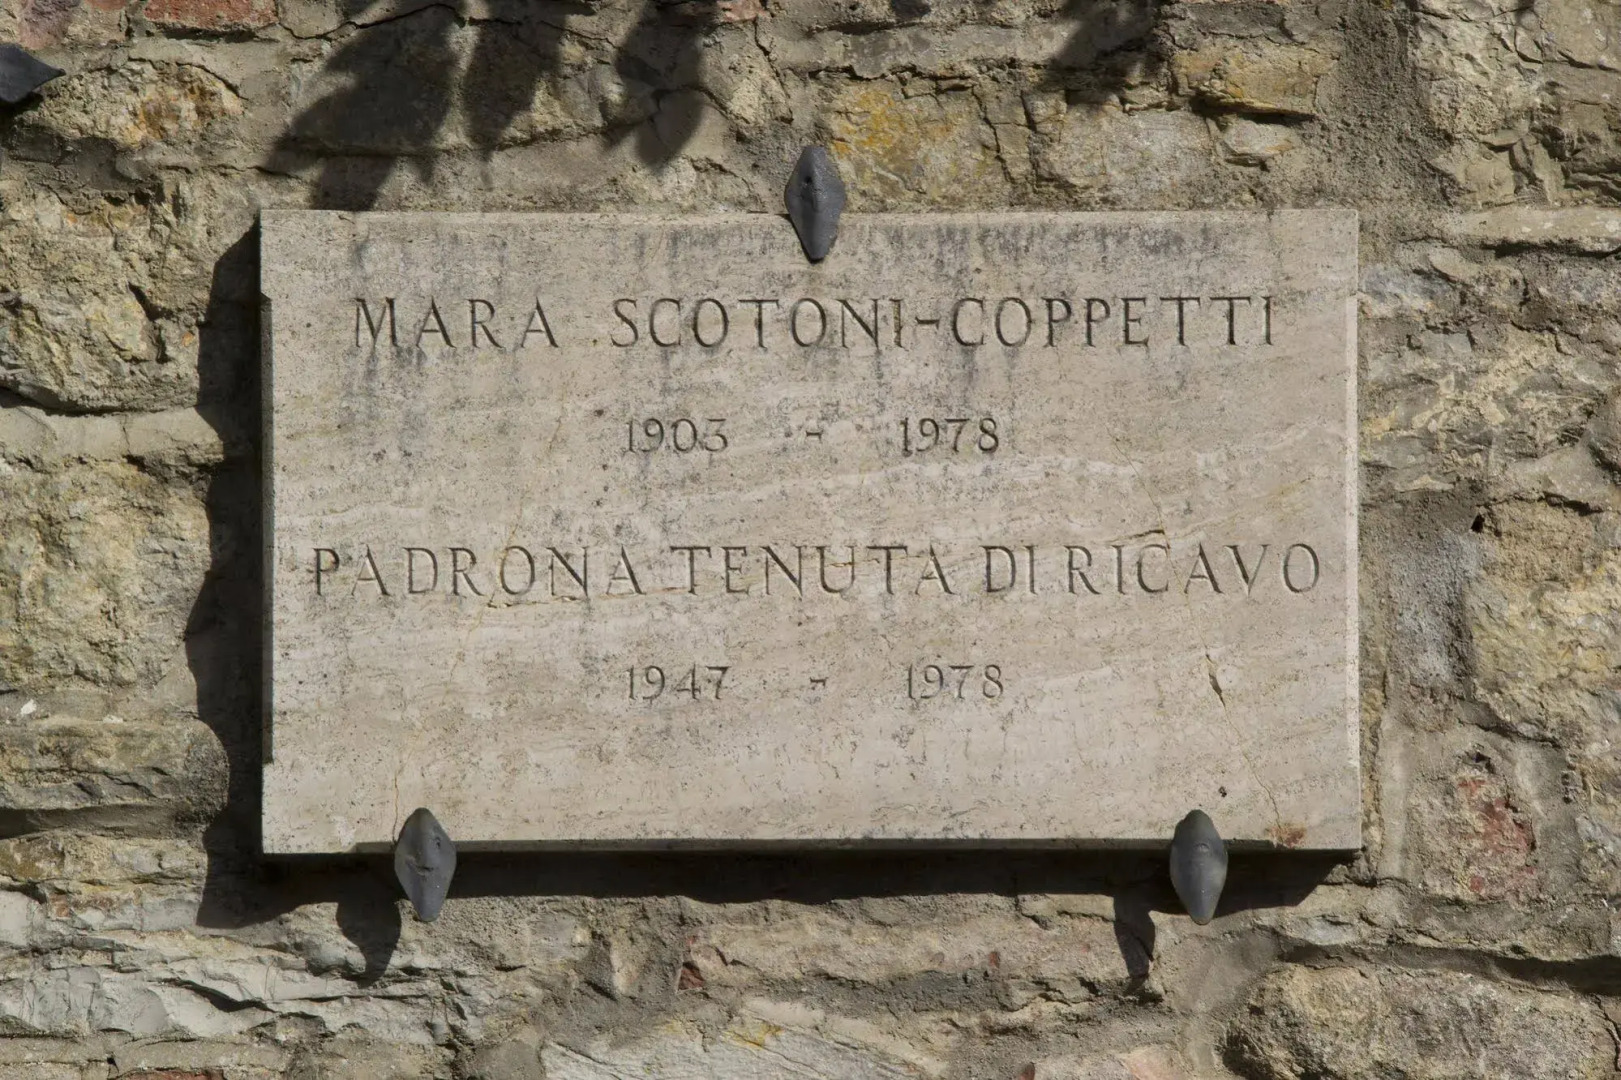 MARA SCOTONI-COPPETTI
1903 - 1978
PADRONA TENUTA DI RICAVO
1947 - 1978